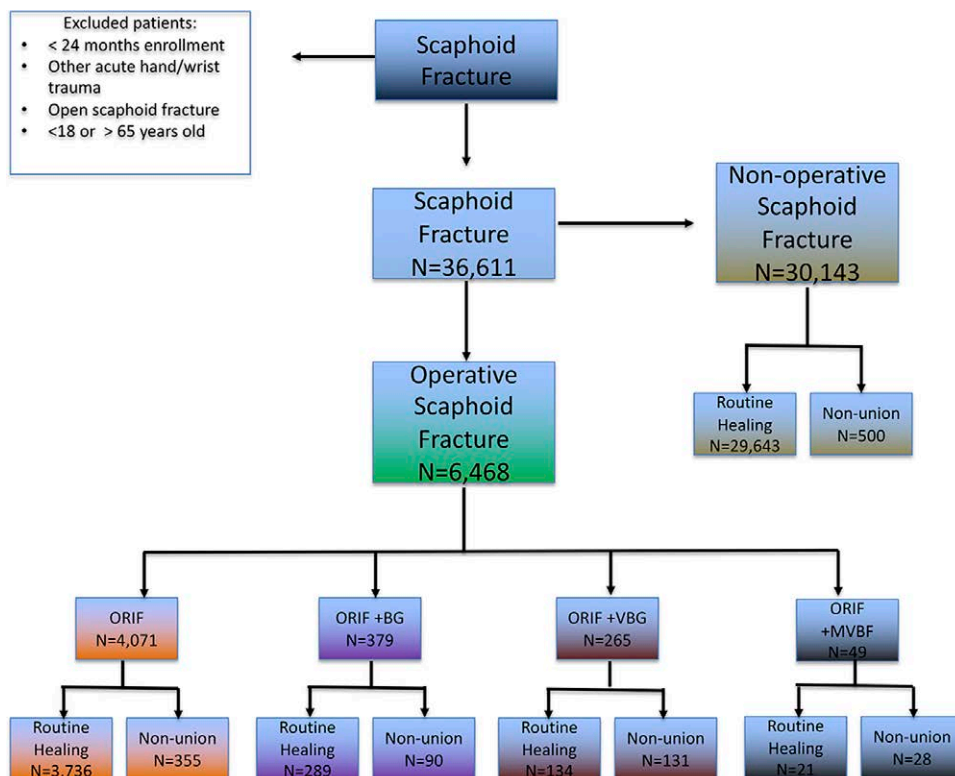 Excluded patients:
• < 24 months enrollment
• Other acute hand/wrist
trauma
• Open scaphoid fracture
• <18 or > 65 years old
Scaphoid
Fracture
Scaphoid
Fracture
N=36,611
Non-operative
Scaphoid
Fracture
N=30,143
Operative
Scaphoid
Fracture
N=6,468
Routine
Healing
N=29,643
Non-union
N=500
ORIF
N=4,071
ORIF +BG
N=379
ORIF +VBG
N=265
ORIF
+MVBF
N=49
Routine
Healing
N=3,736
Non-union
N=355
Routine
Healing
N=289
Non-union
N=90
Routine
Healing
N=134
Non-union
N=131
Routine
Healing
N=21
Non-union
N=28